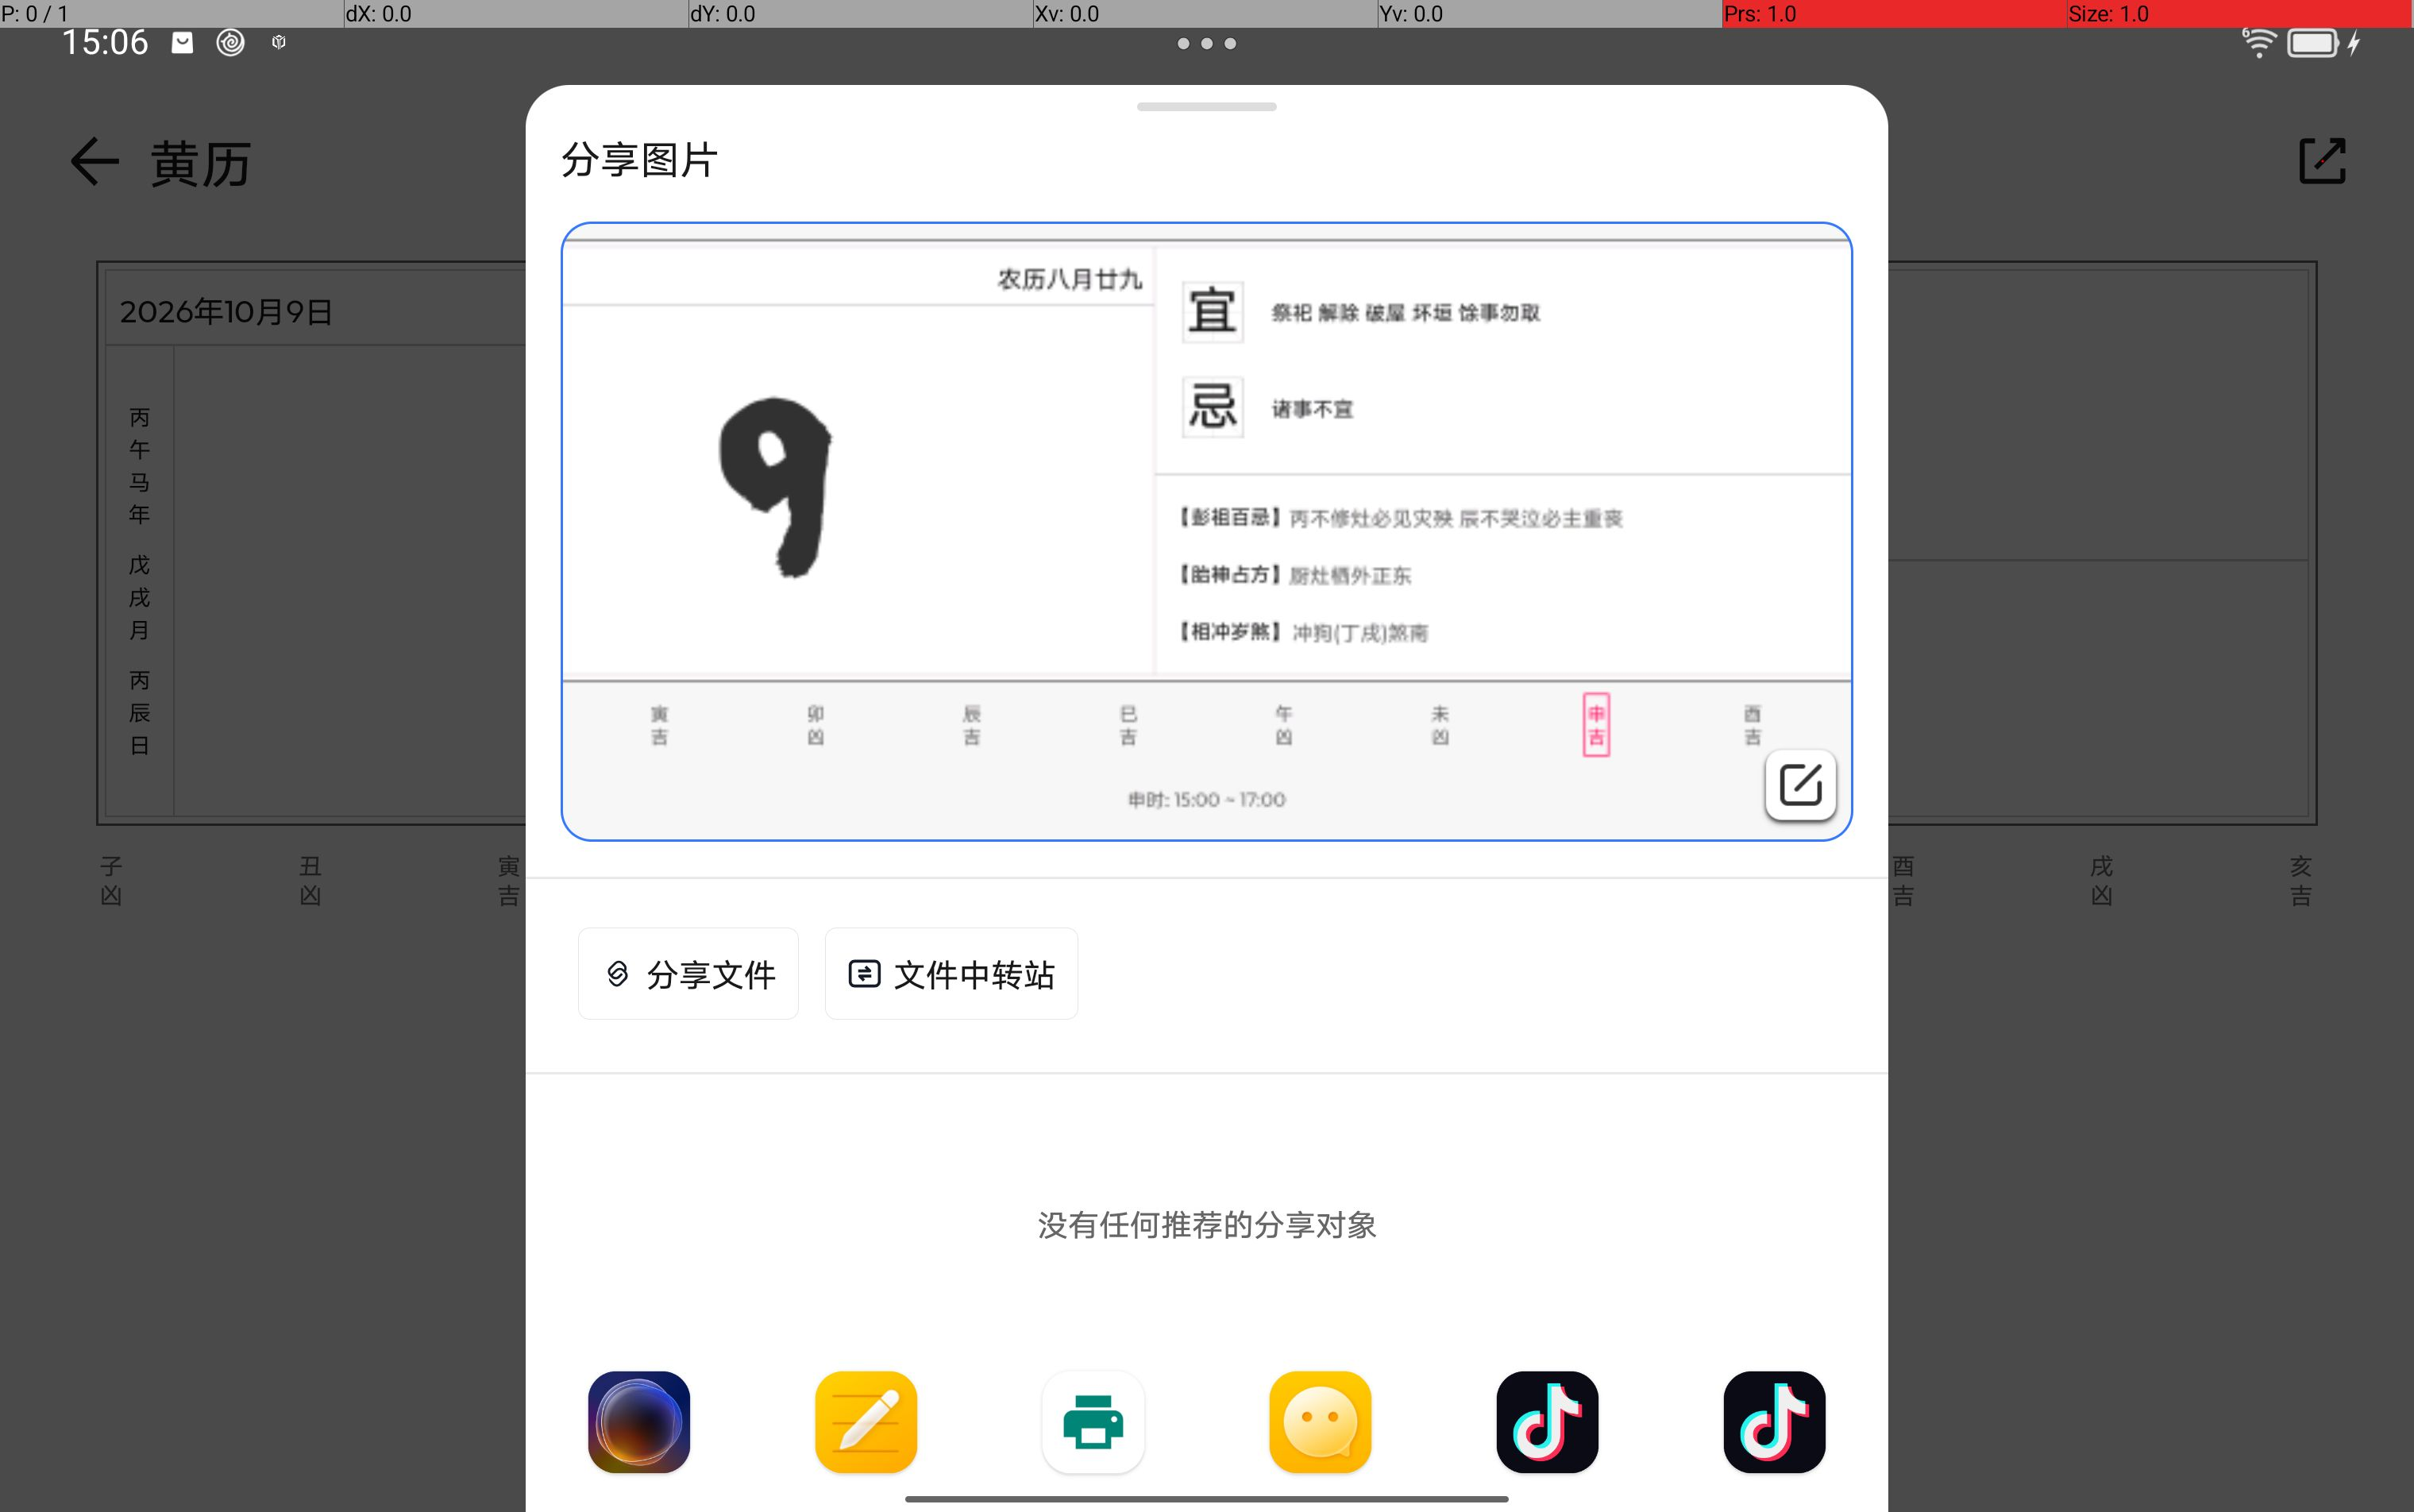 P: 0 / 1 dX: 0.0 dY: 0.0 Xv: 0.0 Yv: 0.0 Prs: 1.0 Size: 1.0
15:06
6
黄历
分享图片
2026年10月9日
丙午马年 戊戌月 丙辰日
农历八月廿九
9
宜 祭祀 解除 破屋 坏垣 馀事勿取
忌 诸事不宜
【彭祖百忌】丙不修灶必见灾殃 辰不哭泣必主重丧
【胎神占方】厨灶栖外正东
【相冲岁煞】冲狗(丁戌)煞南
寅 卯 辰 巳 午 未 申 酉
吉 凶 吉 吉 凶 凶 吉 吉
申时: 15:00 ~ 17:00
子 丑 寅 酉 戌 亥
凶 凶 吉 吉 凶 吉
分享文件 文件中转站
没有任何推荐的分享对象